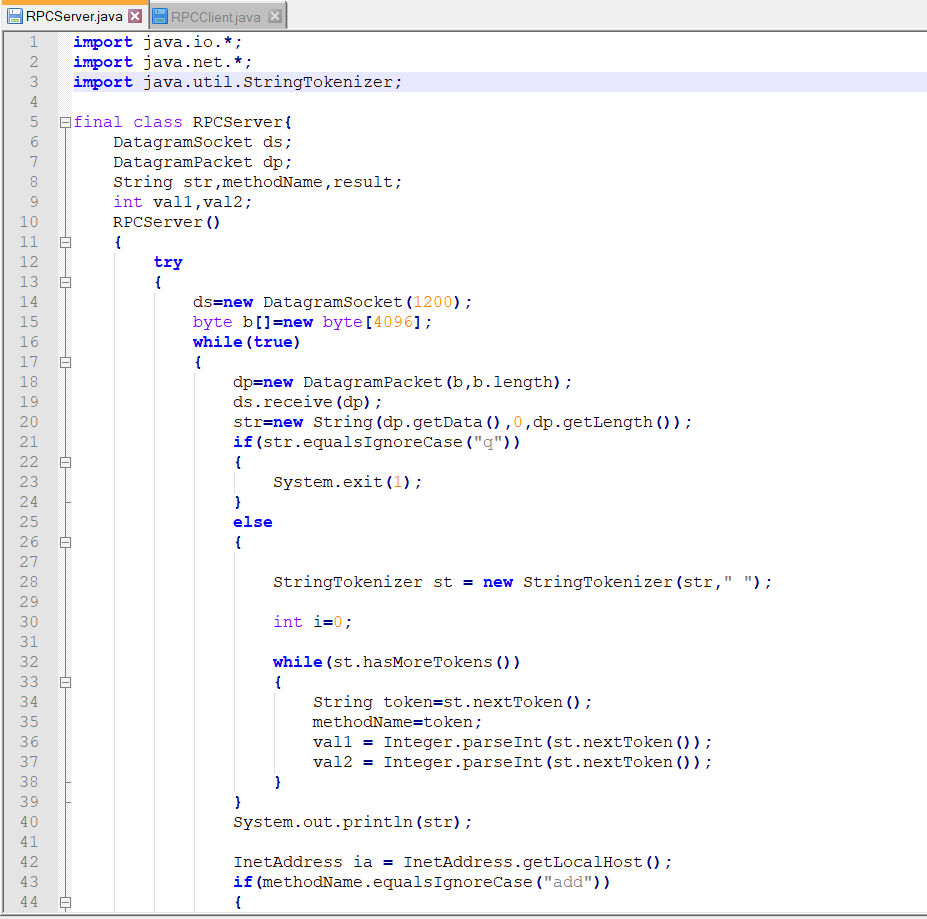 RPCServer.java RPCClient.java
1 import java.io.*;
2 import java.net.*;
3 import java.util.StringTokenizer;
4
5 final class RPCServer{
6 DatagramSocket ds;
7 DatagramPacket dp;
8 String str,methodName,result;
9 int val1,val2;
10 RPCServer()
11 {
12 try
13 {
14 ds=new DatagramSocket(1200);
15 byte b[]=new byte[4096];
16 while(true)
17 {
18 dp=new DatagramPacket(b,b.length);
19 ds.receive(dp);
20 str=new String(dp.getData(),0,dp.getLength());
21 if(str.equalsIgnoreCase("q"))
22 {
23 System.exit(1);
24 }
25 else
26 {
27
28 StringTokenizer st = new StringTokenizer(str," ");
29
30 int i=0;
31
32 while(st.hasMoreTokens())
33 {
34 String token=st.nextToken();
35 methodName=token;
36 val1 = Integer.parseInt(st.nextToken());
37 val2 = Integer.parseInt(st.nextToken());
38 }
39 }
40 System.out.println(str);
41
42 InetAddress ia = InetAddress.getLocalHost();
43 if(methodName.equalsIgnoreCase("add"))
44 {